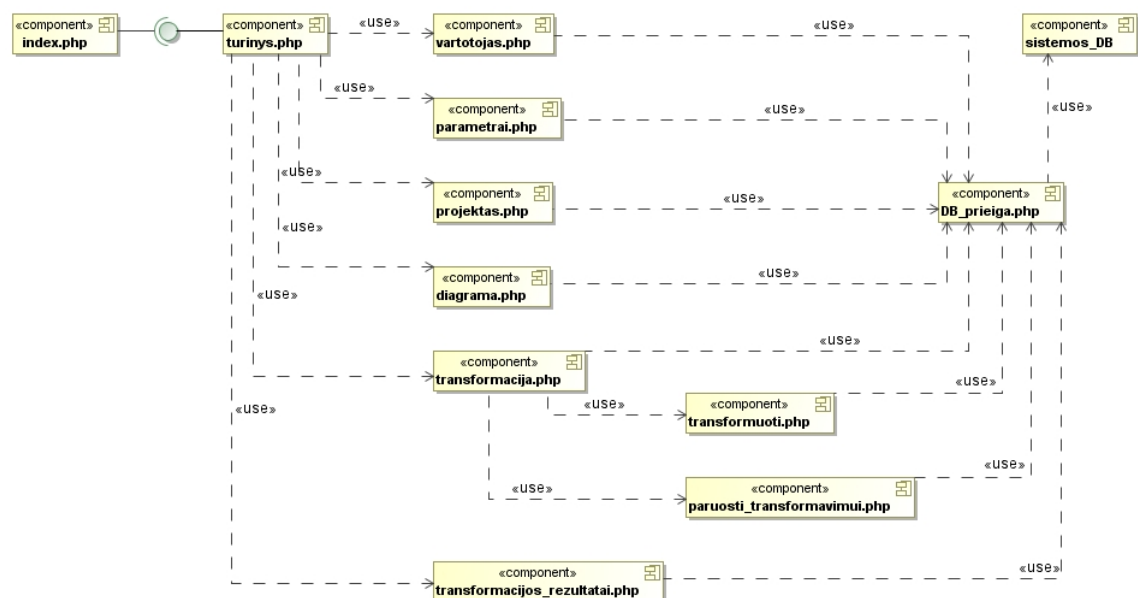 «component»
index.php
«component»
turinys.php
«use»
«component»
vartotojas.php
«use»
«component»
sistemos_DB
«use»
«component»
parametrai.php
«use»
«use»
«use»
«component»
projektas.php
«use»
«component»
DB_prieiga.php
«use»
«component»
diagrama.php
«use»
«use»
«component»
transformacija.php
«use»
«use»
«component»
transformuoti.php
«use»
«use»
«use»
«component»
paruosti_transformavimui.php
«use»
«component»
transformacijos_rezultatai.php
«use»